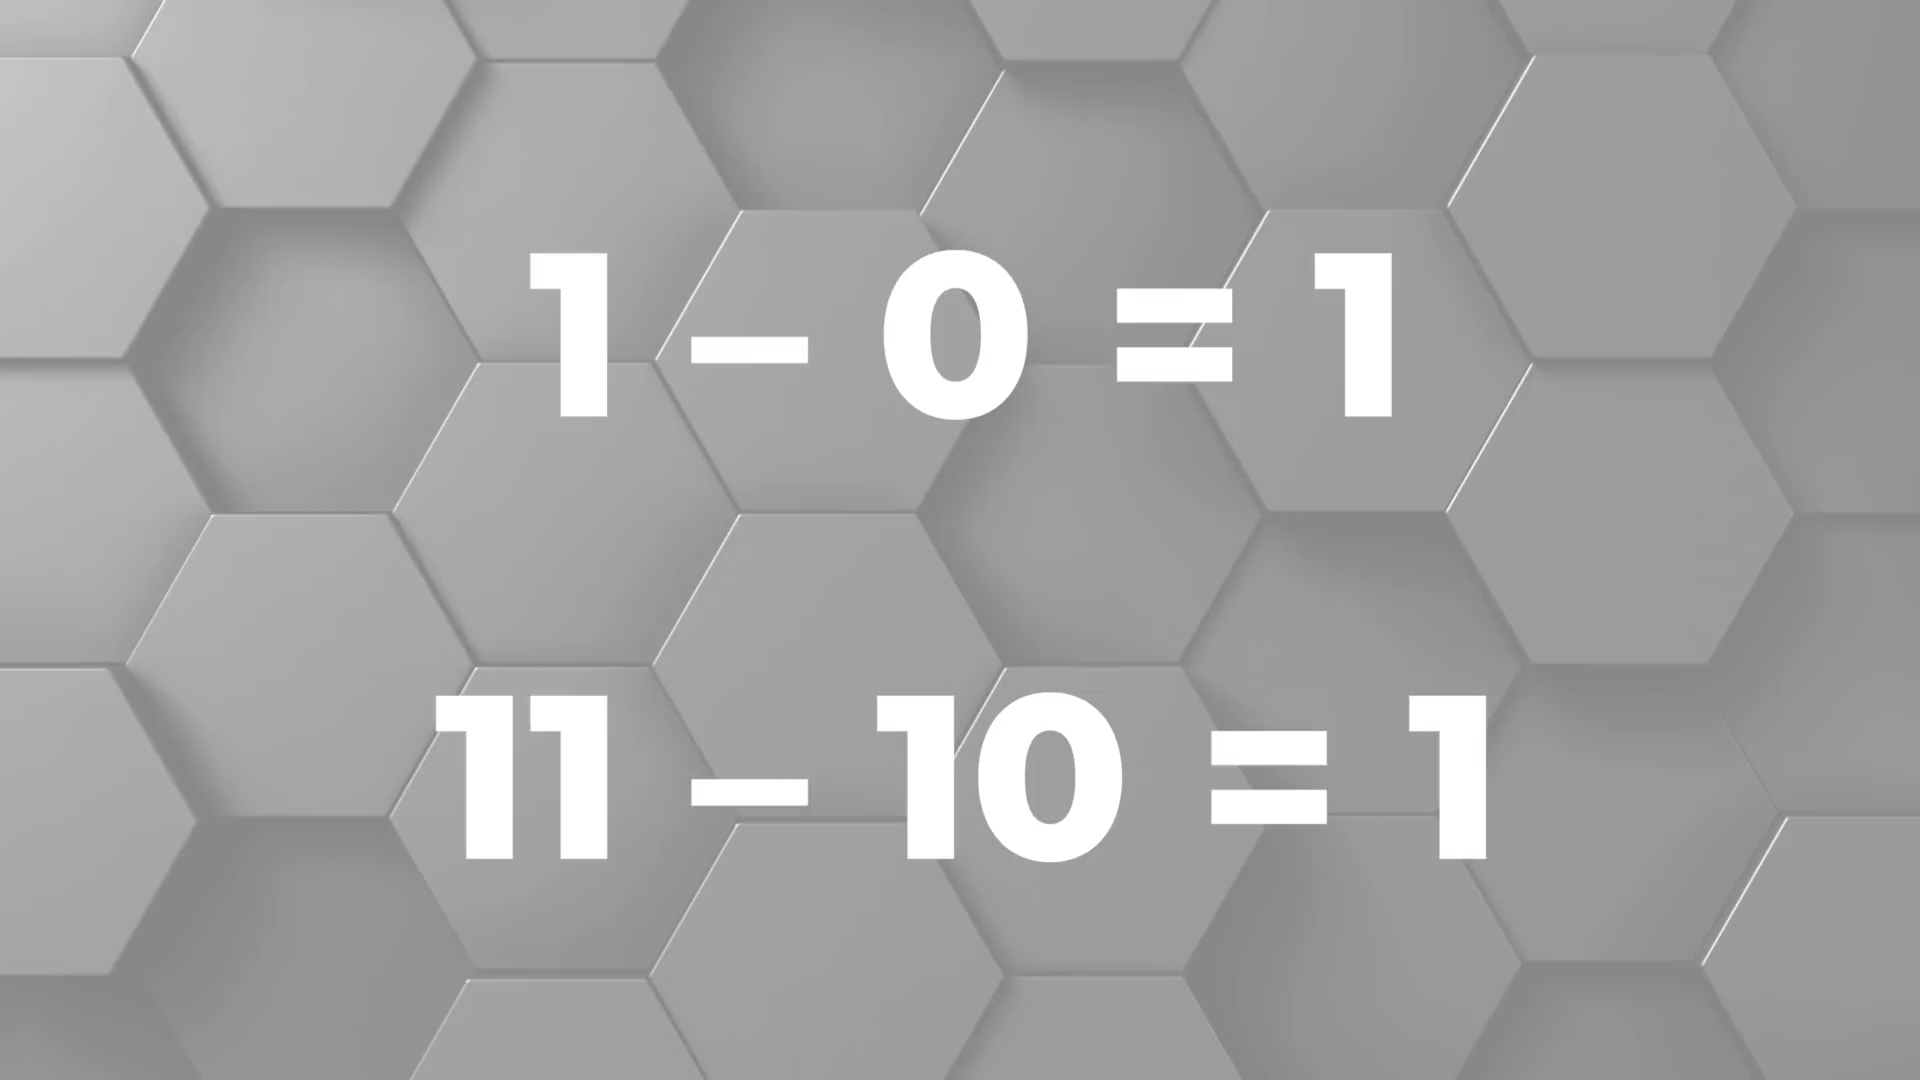 1 – 0 = 1
11 – 10 = 1